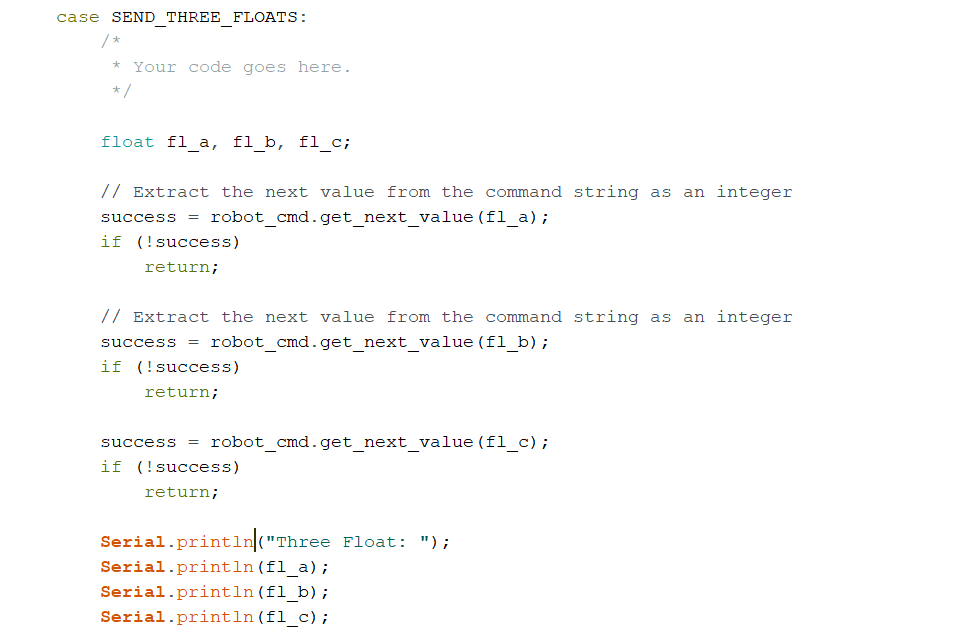 case SEND_THREE_FLOATS:
/*
* Your code goes here.
*/
float fl_a, fl_b, fl_c;
// Extract the next value from the command string as an integer
success = robot_cmd.get_next_value(fl_a);
if (!success)
return;
// Extract the next value from the command string as an integer
success = robot_cmd.get_next_value(fl_b);
if (!success)
return;
success = robot_cmd.get_next_value(fl_c);
if (!success)
return;
Serial.println("Three Float: ");
Serial.println(fl_a);
Serial.println(fl_b);
Serial.println(fl_c);